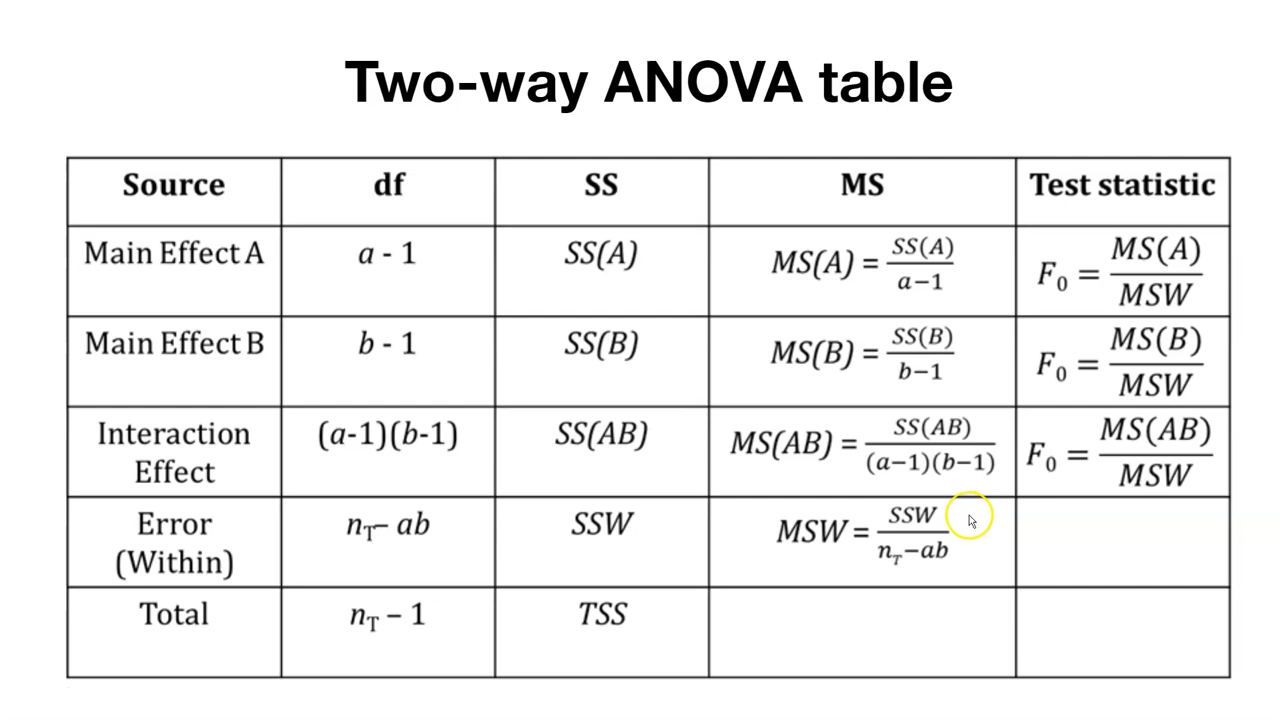 Two-way ANOVA table
Source df SS MS Test statistic
Main Effect A a - 1 SS(A) MS(A) = SS(A)/a−1 F₀ = MS(A)/MSW
Main Effect B b - 1 SS(B) MS(B) = SS(B)/b−1 F₀ = MS(B)/MSW
Interaction Effect (a-1)(b-1) SS(AB) MS(AB) = SS(AB)/(a−1)(b−1) F₀ = MS(AB)/MSW
Error (Within) n_T– ab SSW MSW = SSW/n_T−ab
Total n_T – 1 TSS